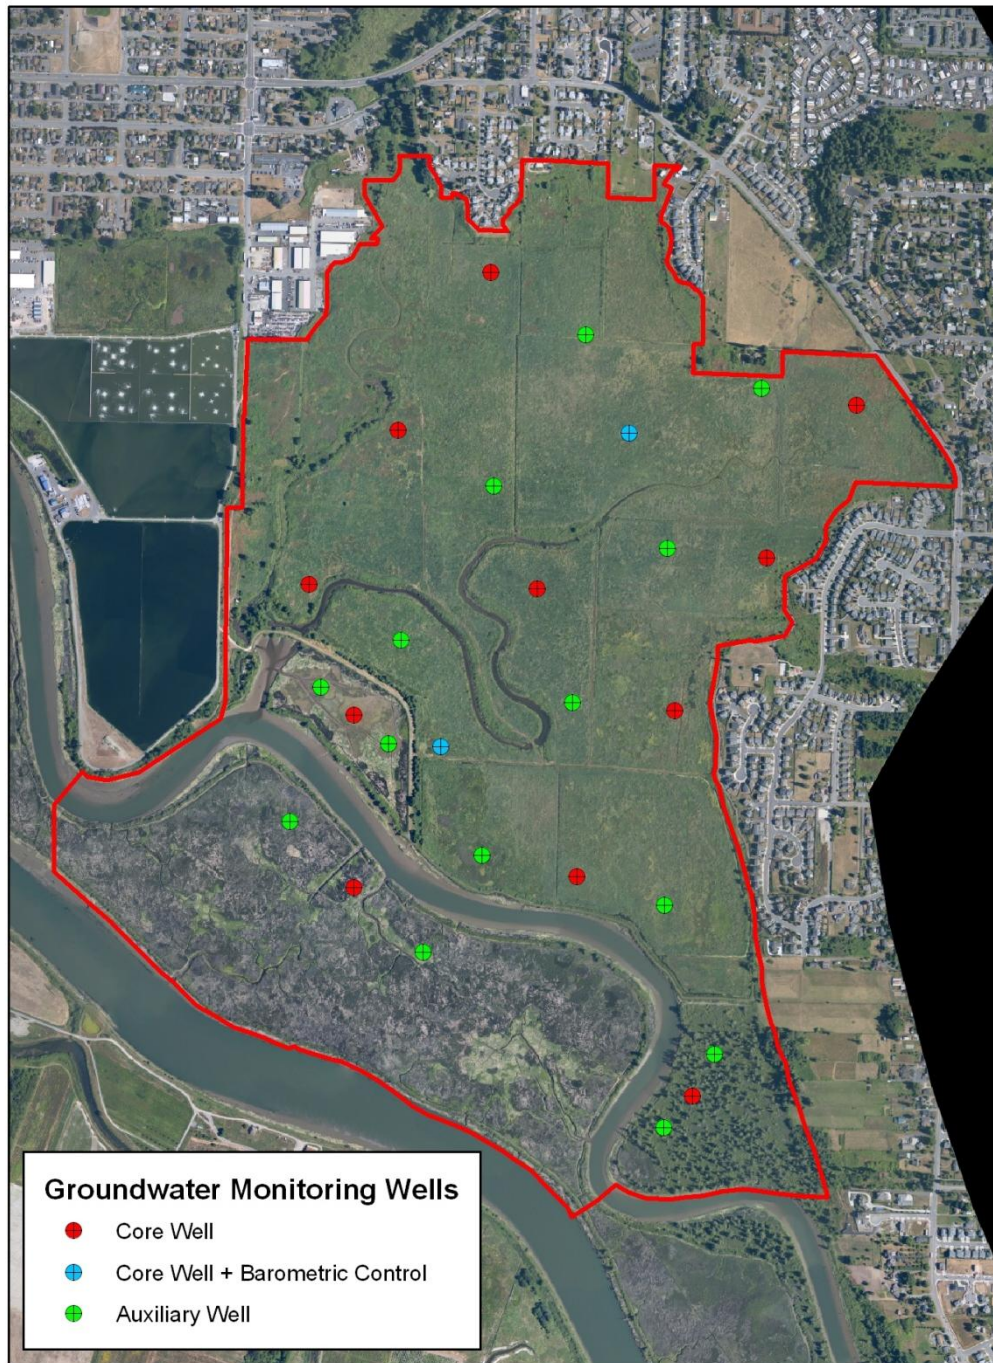 Groundwater Monitoring Wells
Core Well
Core Well + Barometric Control
Auxiliary Well